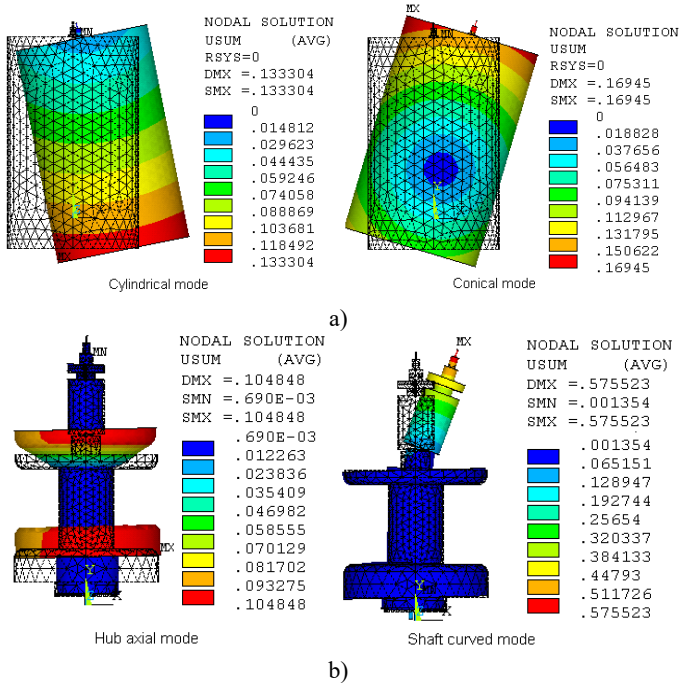 MN
NODAL SOLUTION
USUM (AVG)
RSYS=0
DMX =.133304
SMX =.133304
0
.014812
.029623
.044435
.059246
.074058
.088869
.103681
.118492
.133304
Y
Cylindrical mode
MX
MN
NODAL SOLUTION
USUM
RSYS=0
DMX =.16945
SMX =.16945
0
.018828
.037656
.056483
.075311
.094139
.112967
.131795
.150622
.16945
Y
Conical mode
a)
MN
NODAL SOLUTION
USUM (AVG)
DMX =.104848
SMN =.690E-03
SMX =.104848
.690E-03
.012263
.023836
.035409
.046982
.058555
.070129
.081702
.093275
.104848
MX
Y
X
Hub axial mode
MX
NODAL SOLUTION
USUM (AVG)
DMX =.575523
SMN =.001354
SMX =.575523
.001354
.065151
.128947
.192744
.25654
.320337
.384133
.44793
.511726
.575523
Y
X
Shaft curved mode
b)